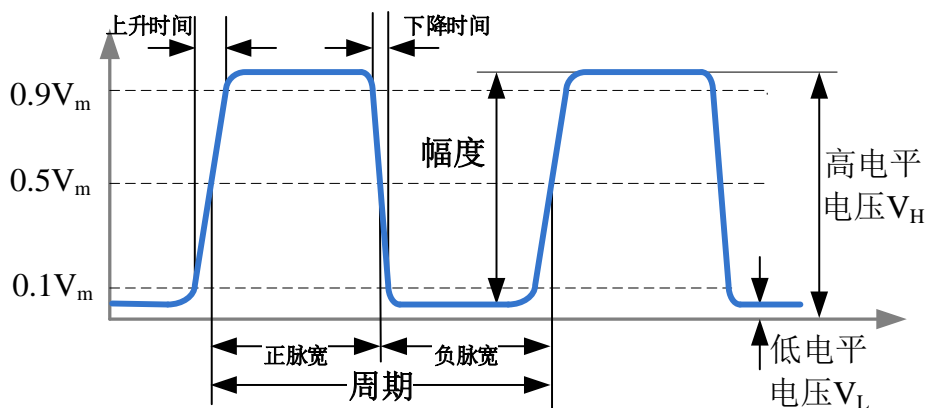 上升时间
下降时间
0.9Vm
幅度
0.5Vm
高电平
电压VH
0.1Vm
正脉宽
负脉宽
周期
低电平
电压VL